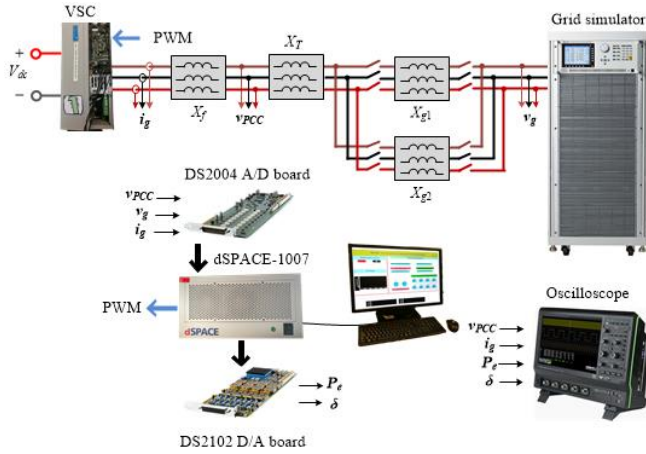 VSC
PWM
+
V_dc
−
i_g
X_f
v_PCC
X_T
X_g1
X_g2
v_g
Grid simulator
DS2004 A/D board
v_PCC
v_g
i_g
dSPACE-1007
PWM
dSPACE
P_e
δ
DS2102 D/A board
Oscilloscope
v_PCC
i_g
P_e
δ